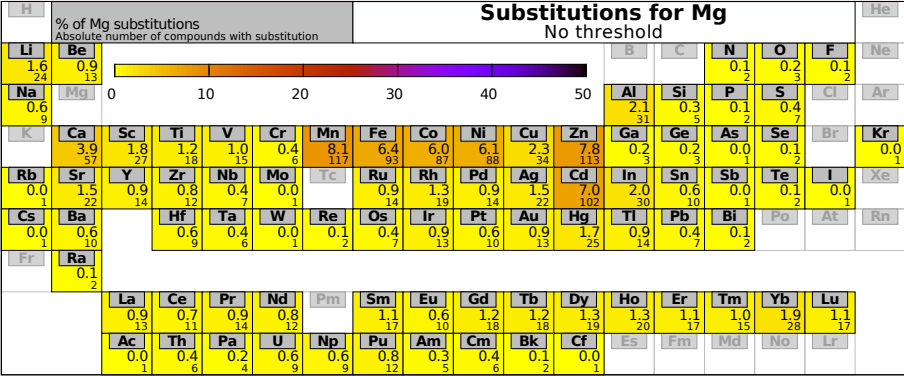 H He
% of Mg substitutions
Absolute number of compounds with substitution
Substitutions for Mg
No threshold
Li Be B C N O F Ne
1.6 0.9 0.1 0.2 0.1
24 13 2 3 2
0 10 20 30 40 50
Na Mg Al Si P S Cl Ar
0.6 2.1 0.3 0.1 0.4
9 31 5 2 7
K Ca Sc Ti V Cr Mn Fe Co Ni Cu Zn Ga Ge As Se Br Kr
3.9 1.8 1.2 1.0 0.4 8.1 6.4 6.0 6.1 2.3 7.8 0.2 0.2 0.0 0.1 0.0
57 27 18 15 6 117 93 87 88 34 113 3 3 1 2 1
Rb Sr Y Zr Nb Mo Tc Ru Rh Pd Ag Cd In Sn Sb Te I Xe
0.0 1.5 0.9 0.8 0.4 0.0 0.9 1.3 0.9 1.5 7.0 2.0 0.6 0.0 0.1 0.0
1 22 14 12 7 1 14 19 14 22 102 30 10 1 2 1
Cs Ba Hf Ta W Re Os Ir Pt Au Hg Tl Pb Bi Po At Rn
0.0 0.6 0.6 0.4 0.0 0.1 0.4 0.9 0.6 0.9 1.7 0.9 0.4 0.1
1 10 9 6 1 2 7 13 10 13 25 14 7 2
Fr Ra
0.1
2
La Ce Pr Nd Pm Sm Eu Gd Tb Dy Ho Er Tm Yb Lu
0.9 0.7 0.9 0.8 1.1 0.6 1.2 1.2 1.3 1.3 1.1 1.0 1.9 1.1
13 11 14 12 17 10 18 18 19 20 17 15 28 17
Ac Th Pa U Np Pu Am Cm Bk Cf Es Fm Md No Lr
0.0 0.4 0.2 0.6 0.6 0.8 0.3 0.4 0.1 0.0
1 6 4 9 9 12 5 6 2 1